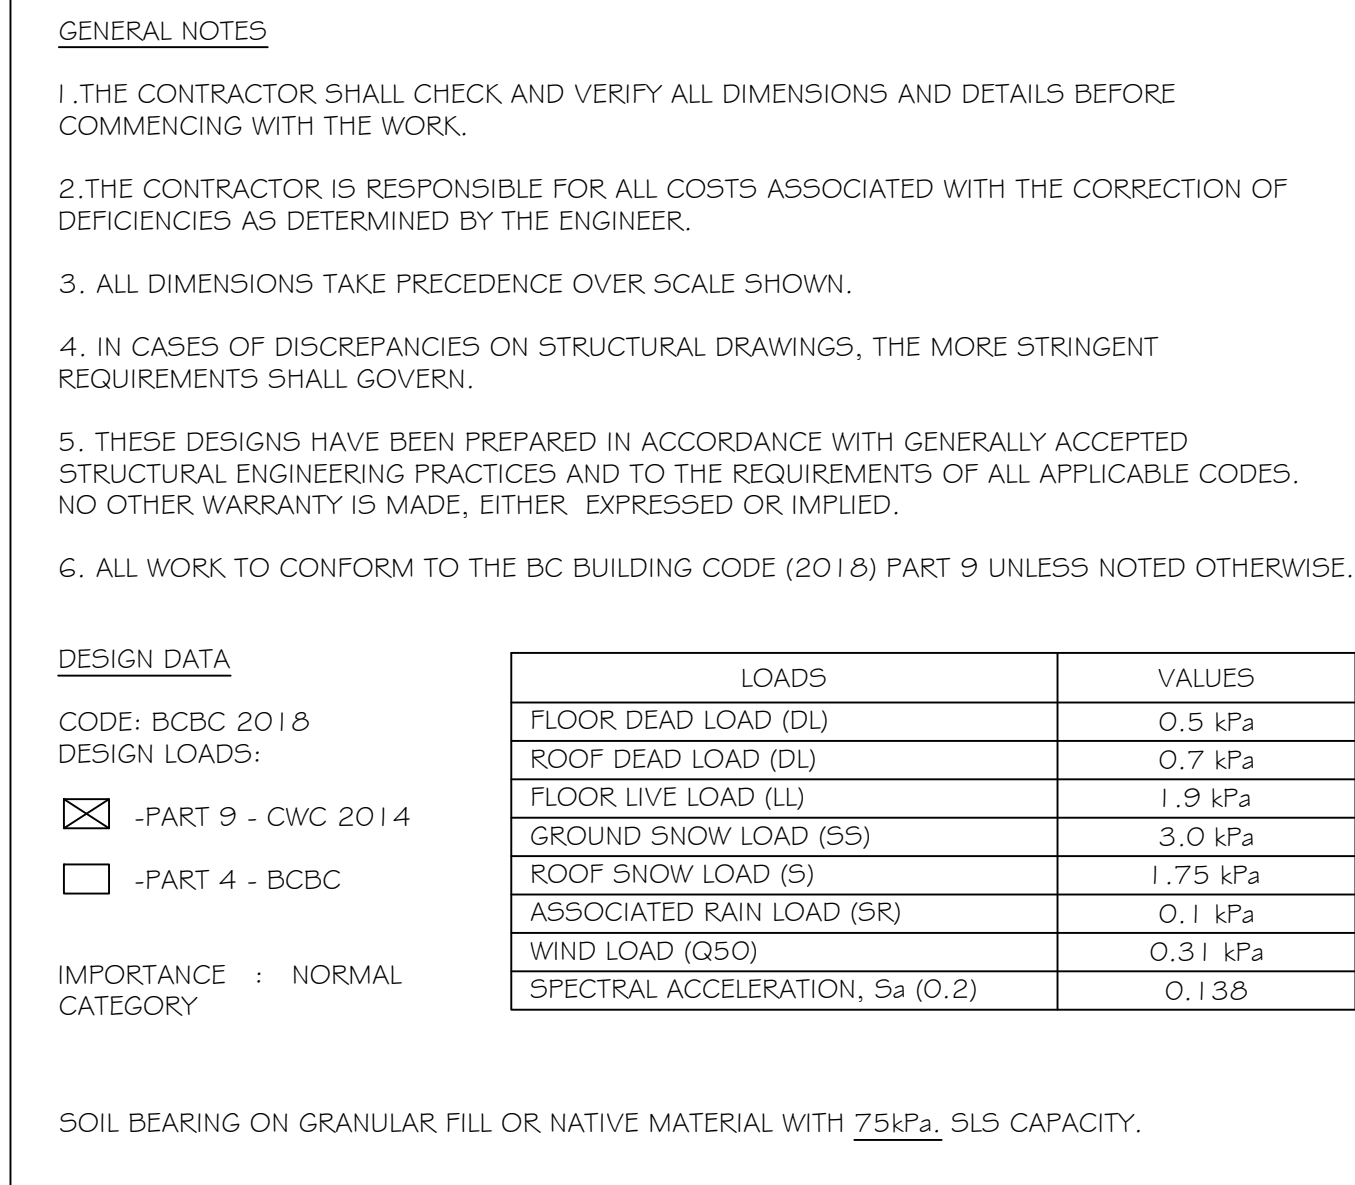 GENERAL NOTES
1.THE CONTRACTOR SHALL CHECK AND VERIFY ALL DIMENSIONS AND DETAILS BEFORE
COMMENCING WITH THE WORK.
2.THE CONTRACTOR IS RESPONSIBLE FOR ALL COSTS ASSOCIATED WITH THE CORRECTION OF
DEFICIENCIES AS DETERMINED BY THE ENGINEER.
3. ALL DIMENSIONS TAKE PRECEDENCE OVER SCALE SHOWN.
4. IN CASES OF DISCREPANCIES ON STRUCTURAL DRAWINGS, THE MORE STRINGENT
REQUIREMENTS SHALL GOVERN.
5. THESE DESIGNS HAVE BEEN PREPARED IN ACCORDANCE WITH GENERALLY ACCEPTED
STRUCTURAL ENGINEERING PRACTICES AND TO THE REQUIREMENTS OF ALL APPLICABLE CODES.
NO OTHER WARRANTY IS MADE, EITHER EXPRESSED OR IMPLIED.
6. ALL WORK TO CONFORM TO THE BC BUILDING CODE (2018) PART 9 UNLESS NOTED OTHERWISE.
DESIGN DATA
CODE: BCBC 2018
DESIGN LOADS:
-PART 9 - CWC 2014
-PART 4 - BCBC
IMPORTANCE : NORMAL
CATEGORY
LOADS VALUES
FLOOR DEAD LOAD (DL) 0.5 kPa
ROOF DEAD LOAD (DL) 0.7 kPa
FLOOR LIVE LOAD (LL) 1.9 kPa
GROUND SNOW LOAD (SS) 3.0 kPa
ROOF SNOW LOAD (S) 1.75 kPa
ASSOCIATED RAIN LOAD (SR) 0.1 kPa
WIND LOAD (Q50) 0.31 kPa
SPECTRAL ACCELERATION, Sa (0.2) 0.138
SOIL BEARING ON GRANULAR FILL OR NATIVE MATERIAL WITH 75kPa. SLS CAPACITY.